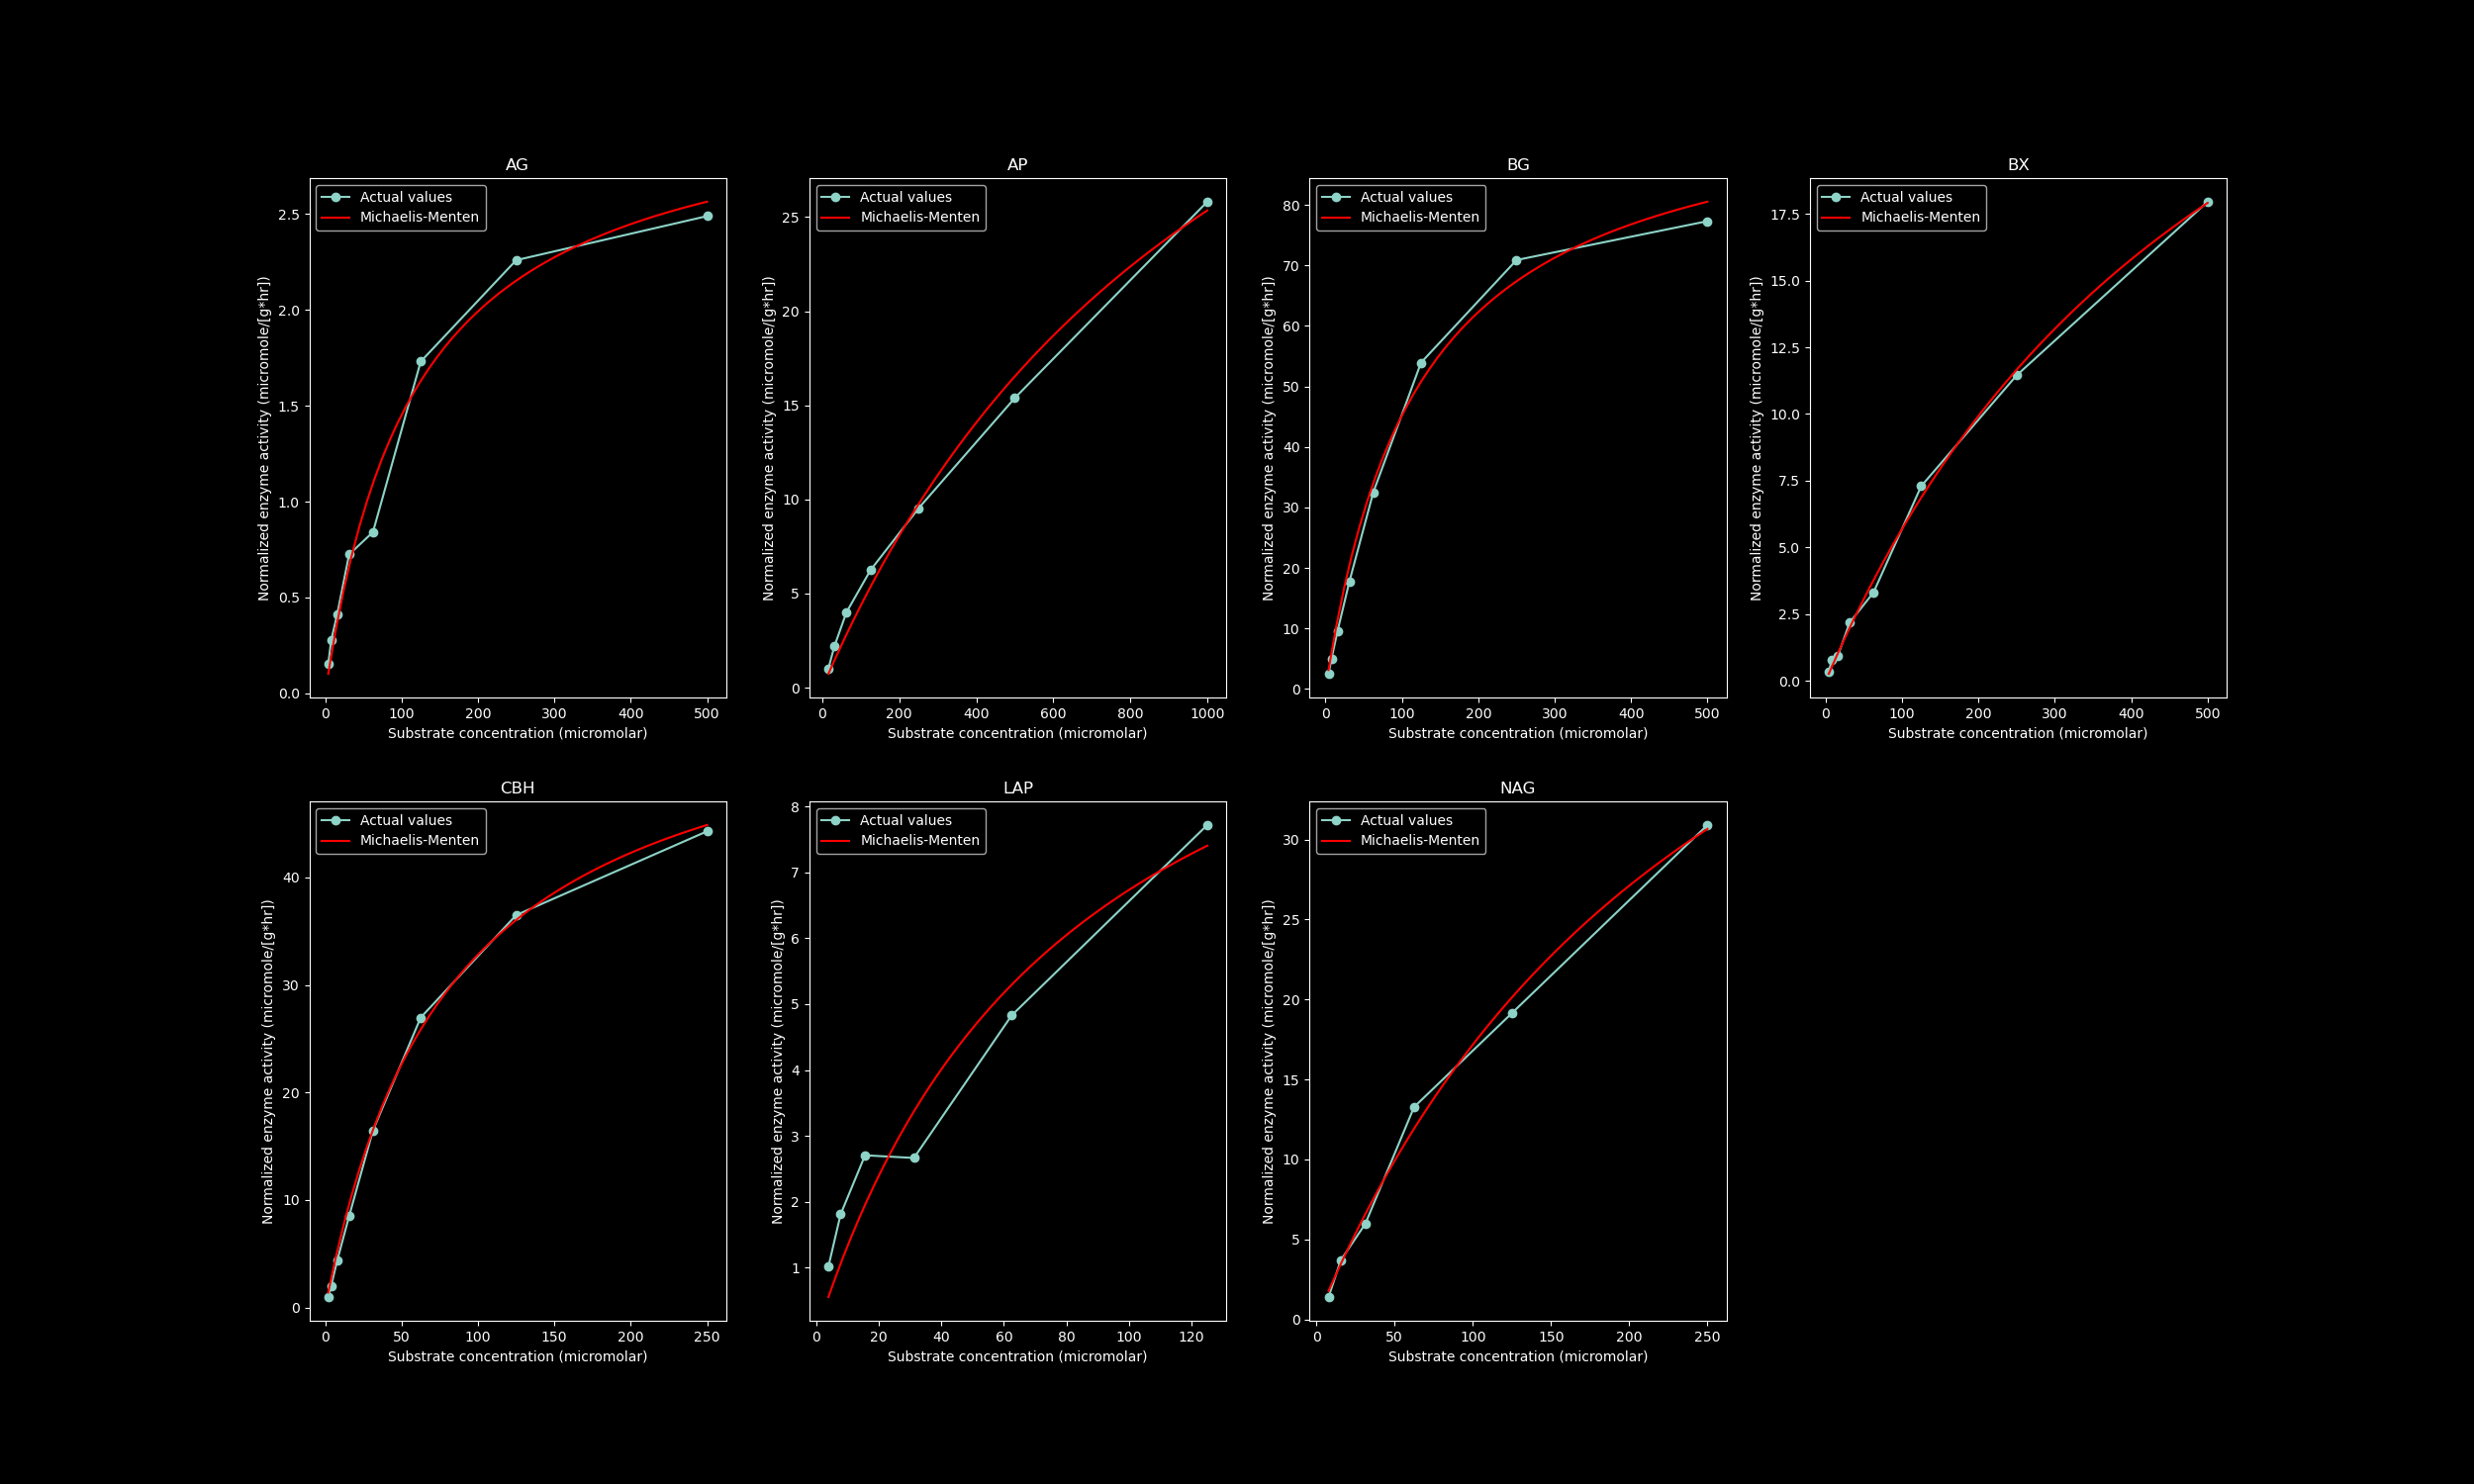 AG
Actual values
Michaelis-Menten
Normalized enzyme activity (micromole/[g*hr])
2.5
2.0
1.5
1.0
0.5
0.0
0 100 200 300 400 500
Substrate concentration (micromolar)
AP
Actual values
Michaelis-Menten
Normalized enzyme activity (micromole/[g*hr])
25
20
15
10
5
0
0 200 400 600 800 1000
Substrate concentration (micromolar)
BG
Actual values
Michaelis-Menten
Normalized enzyme activity (micromole/[g*hr])
80
70
60
50
40
30
20
10
0
0 100 200 300 400 500
Substrate concentration (micromolar)
BX
Actual values
Michaelis-Menten
Normalized enzyme activity (micromole/[g*hr])
17.5
15.0
12.5
10.0
7.5
5.0
2.5
0.0
0 100 200 300 400 500
Substrate concentration (micromolar)
CBH
Actual values
Michaelis-Menten
Normalized enzyme activity (micromole/[g*hr])
40
30
20
10
0
0 50 100 150 200 250
Substrate concentration (micromolar)
LAP
Actual values
Michaelis-Menten
Normalized enzyme activity (micromole/[g*hr])
8
7
6
5
4
3
2
1
0 20 40 60 80 100 120
Substrate concentration (micromolar)
NAG
Actual values
Michaelis-Menten
Normalized enzyme activity (micromole/[g*hr])
30
25
20
15
10
5
0
0 50 100 150 200 250
Substrate concentration (micromolar)